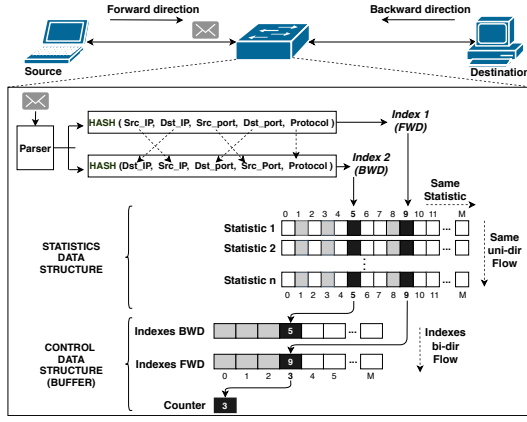 Forward direction
Backward direction
Source
Destination
Parser
HASH ( Src_IP, Dst_IP, Src_port, Dst_port, Protocol )
Index 1
(FWD)
HASH (Dst_IP, Src_IP, Dst_port, Src_Port, Protocol )
Index 2
(BWD)
Same
Statistic
0 1 2 3 4 5 6 7 8 9 10 11 M
STATISTICS
DATA
STRUCTURE
Statistic 1
...
Statistic 2
...
Statistic n
...
0 1 2 3 4 5 6 7 8 9 10 11 M
Same
uni-dir
Flow
CONTROL
DATA
STRUCTURE
(BUFFER)
Indexes BWD
5
...
Indexes FWD
9
...
0 1 2 3 4 5 M
Indexes
bi-dir
Flow
Counter
3